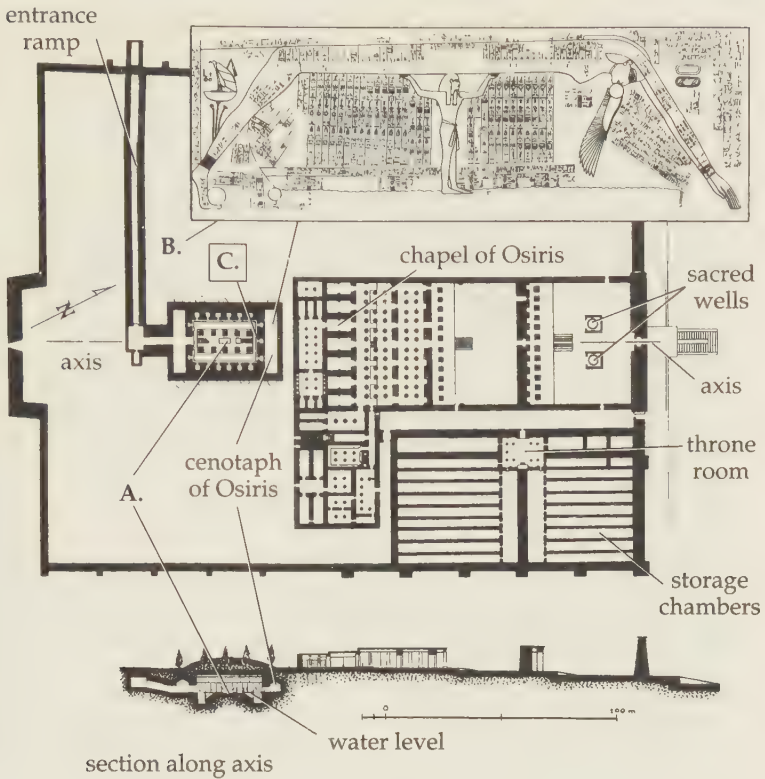 entrance
ramp
B.
C.
chapel of Osiris
sacred
wells
N
axis
axis
cenotaph
of Osiris
A.
throne
room
storage
chambers
0
100 m
water level
section along axis